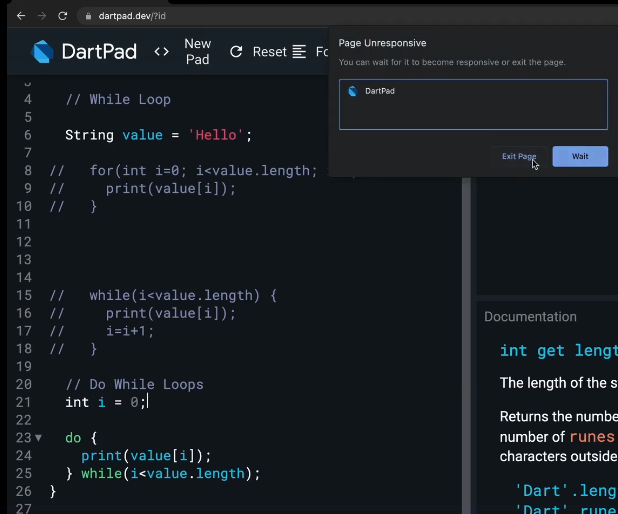 dartpad.dev/?id
DartPad
<>
New Pad
Reset
Page Unresponsive
You can wait for it to become responsive or exit the page.
DartPad
Exit Page
Wait
4 // While Loop
5
6 String value = 'Hello';
7
8 // for(int i=0; i<value.length;
9 // print(value[i]);
10 // }
11
12
13
14
15 // while(i<value.length) {
16 // print(value[i]);
17 // i=i+1;
18 // }
19
20 // Do While Loops
21 int i = 0;
22
23 do {
24 print(value[i]);
25 } while(i<value.length);
26 }
27
Documentation
int get lengt
The length of the s
Returns the numbe
number of runes
characters outside
'Dart'.leng
'Dart'.rune